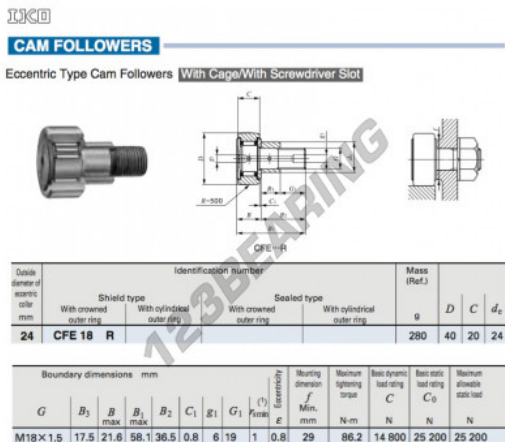 IKO
CAM FOLLOWERS
Eccentric Type Cam Followers With Cage/With Screwdriver Slot
C
D
R=500
B₃
G₁
C₁
B
B₂
B₁
CFE···R
123BEARING
Outside diameter of eccentric collar mm
Identification number
Mass (Ref.) g
Shield type
Sealed type
With crowned outer ring
With cylindrical outer ring
With crowned outer ring
With cylindrical outer ring
D C dₑ
24 CFE 18 R 280 40 20 24
Boundary dimensions mm
G B₃ B max B₁ max B₂ C₁ g₁ G₁ (¹) rₛ min
Eccentricity ε
Mounting dimension f Min. mm
Maximum tightening torque N-m
Basic dynamic load rating C N
Basic static load rating C₀ N
Maximum allowable static load N
M18×1.5 17.5 21.6 58.1 36.5 0.8 6 19 1 0.8 29 86.2 14 800 25 200 25 200